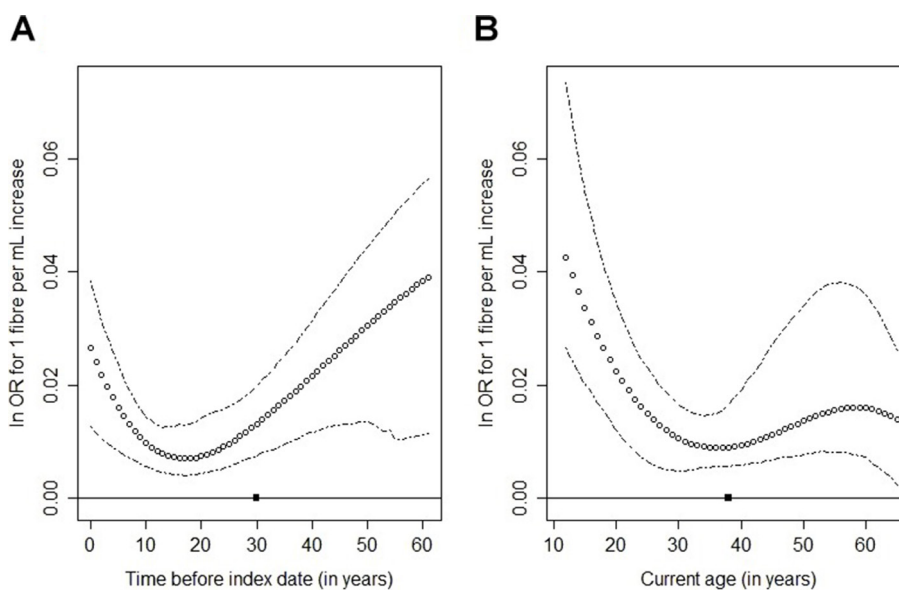 A
ln OR for 1 fibre per mL increase
0.06
0.04
0.02
0.00
0 10 20 30 40 50 60
Time before index date (in years)
B
ln OR for 1 fibre per mL increase
0.06
0.04
0.02
0.00
10 20 30 40 50 60
Current age (in years)